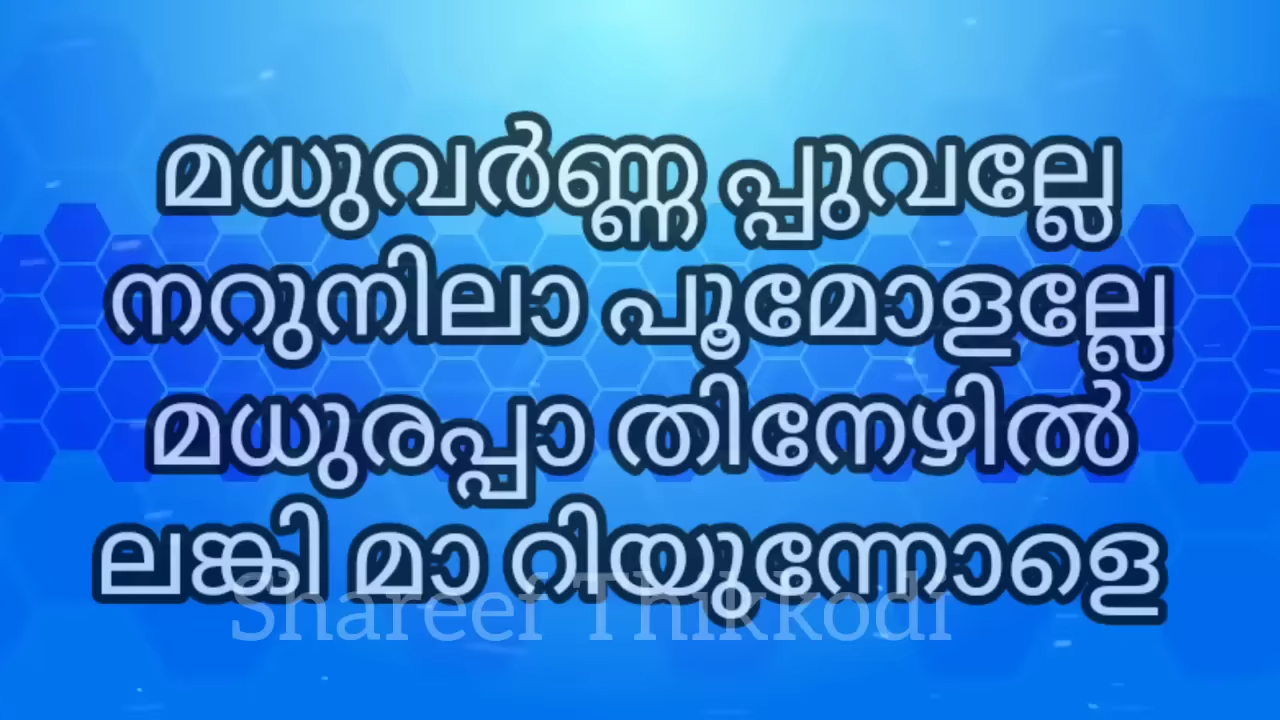 മധുവർണ്ണ പ്പുവല്ലേ
നറുനിലാ പൂമോളല്ലേ
മധുരപ്പാ തിനേഴിൽ
ലങ്കി മാ റിയുന്നോളെ
Shareef Thikkodi